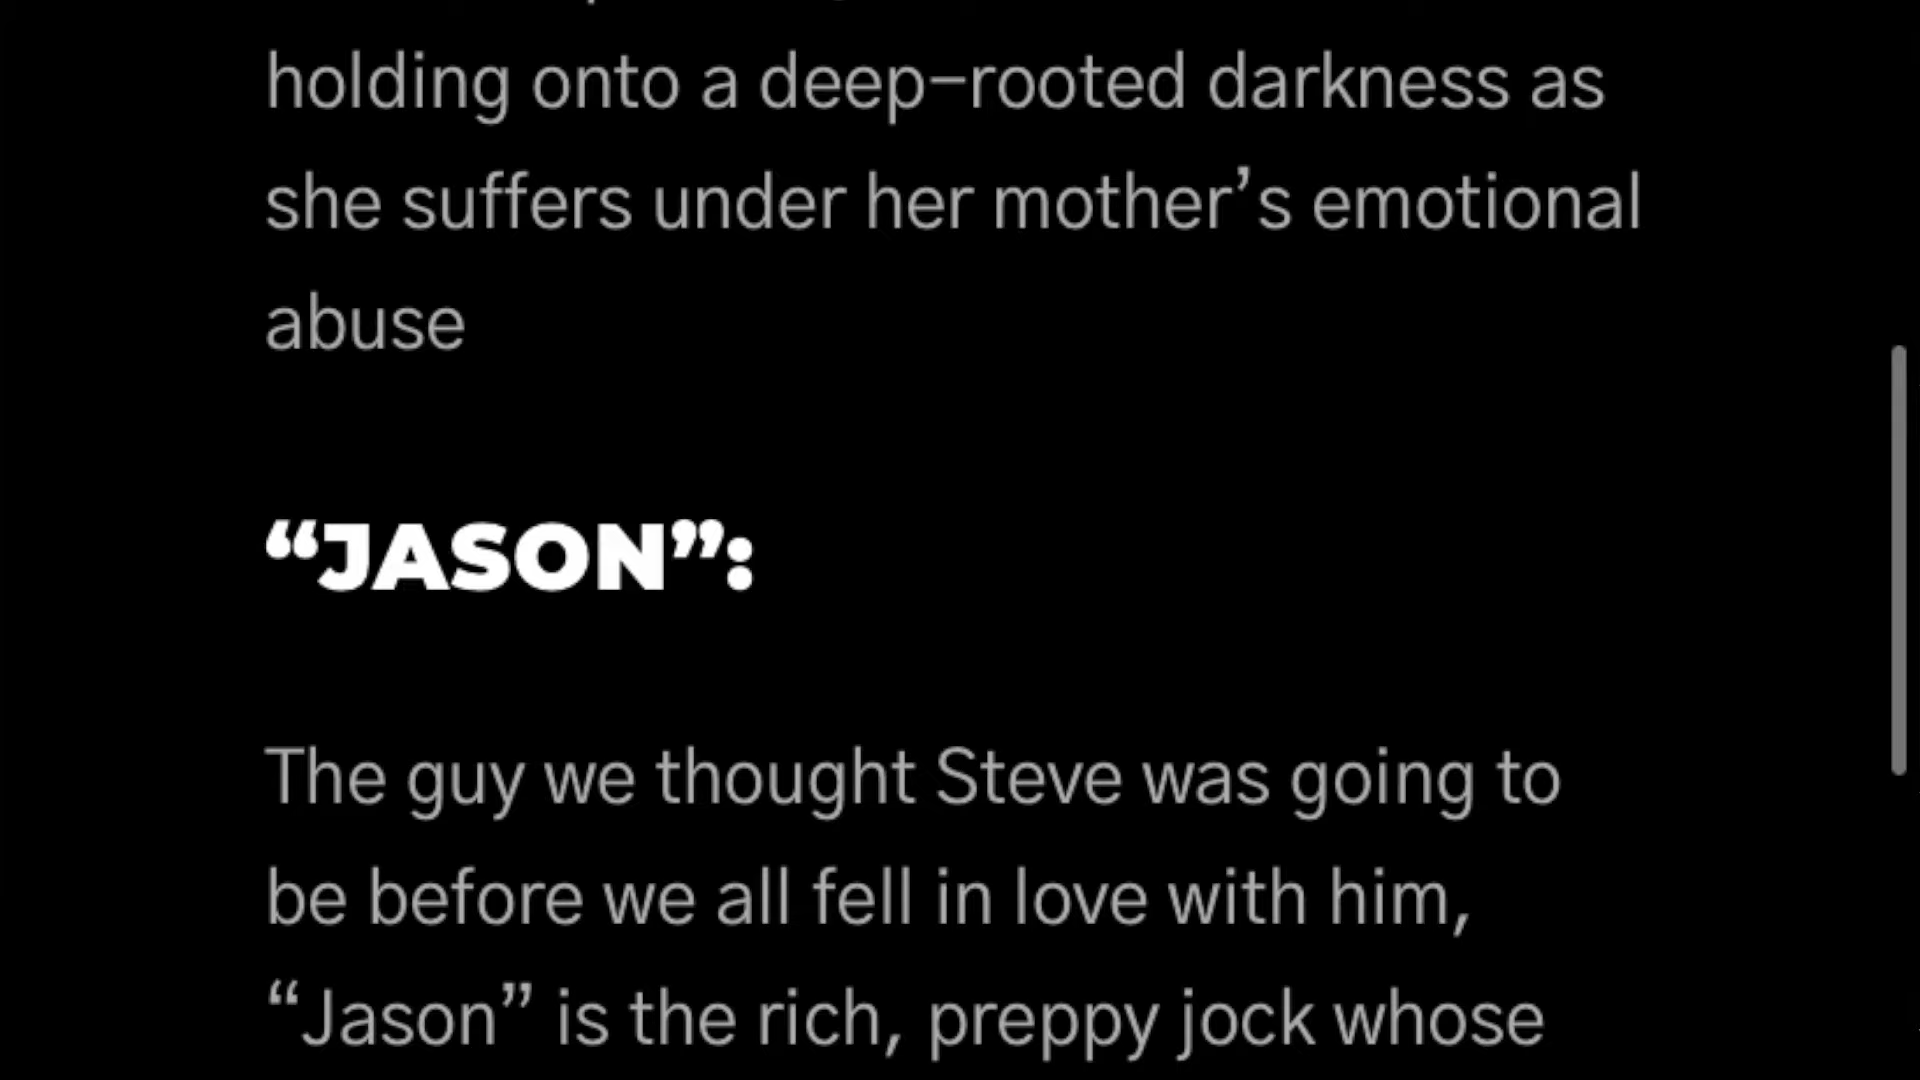 holding onto a deep-rooted darkness as
she suffers under her mother’s emotional
abuse
“JASON”:
The guy we thought Steve was going to
be before we all fell in love with him,
“Jason” is the rich, preppy jock whose